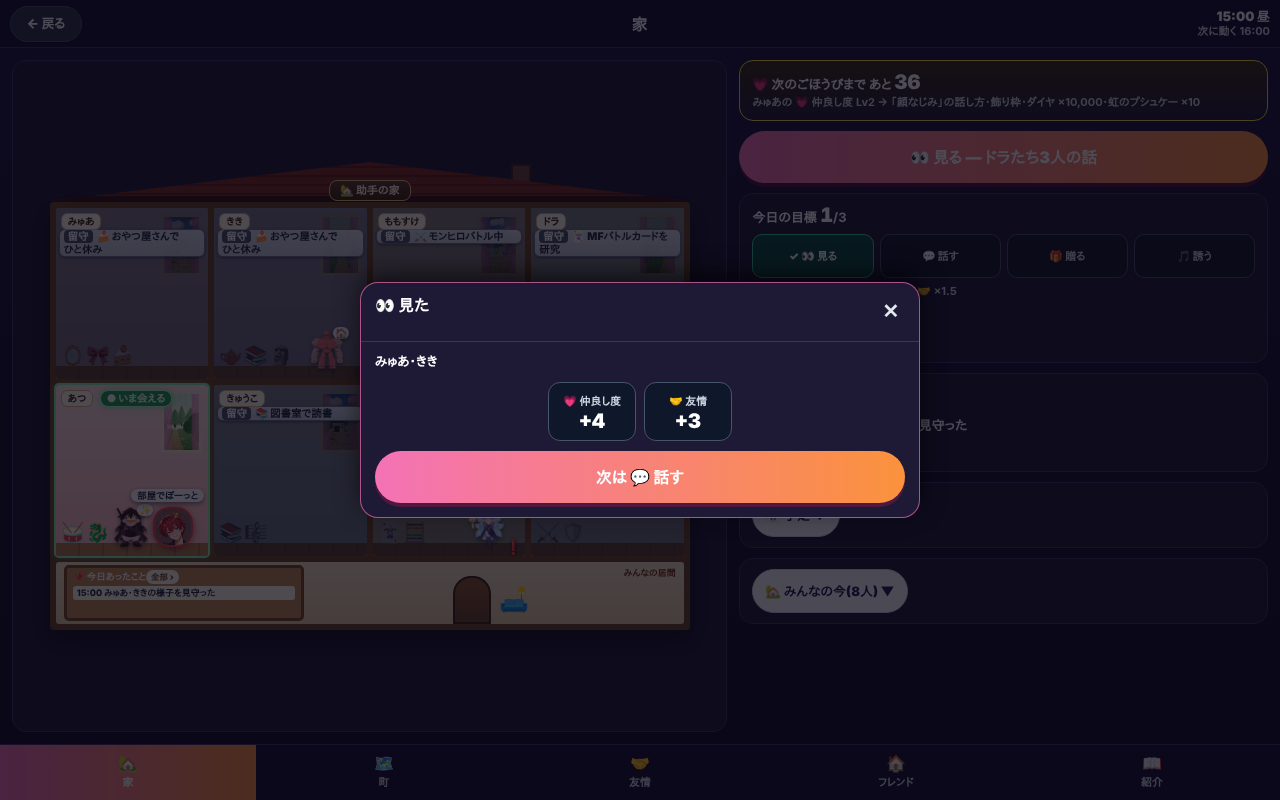 ← 戻る
家
15:00 昼
次に動く 16:00
🏡 助手の家
みゅあ
留守 🍰 おやつ屋さんで
ひと休み
きき
留守 🍰 おやつ屋さんで
ひと休み
ももすけ
留守 ⚔️ モンヒロバトル中
ドラ
留守 🃏 MFバトルカードを
研究
あつ
いま会える
部屋でぼーっと
きゅうこ
留守 📚 図書室で読書
📌 今日あったこと 全部 ›
15:00 みゅあ・ききの様子を見守った
みんなの居間
💗 次のごほうびまで あと 36
みゅあの 💗 仲良し度 Lv2 → 「顔なじみ」の話し方・飾り枠・ダイヤ ×10,000・虹のプシュケー ×10
👀 見る — ドラたち3人の話
今日の目標 1/3
✓ 👀 見る
💬 話す
🎁 贈る
🎵 誘う
🤝 ×1.5
見守った
🏡 みんなの今(8人) ▼
👀 見た
✕
みゅあ・きき
💗 仲良し度
+4
🤝 友情
+3
次は 💬 話す
家
町
友情
フレンド
紹介